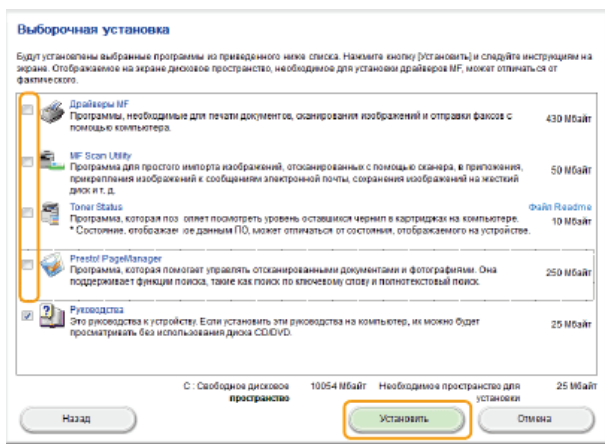 Выборочная установка
Будут установлены выбранные программы из приведенного ниже списка. Нажмите кнопку [Установить] и следуйте инструкциям на
экране. Отображаемое на экране дисковое пространство, необходимое для установки драйверов MF, может отличаться от
фактического.
Драйверы MF
Программы, необходимые для печати документов, сканирования изображений и отправки факсов с
помощью компьютера.
430 Мбайт
MF Scan Utility
Программа для простого импорта изображений, отсканированных с помощью сканера, в приложения,
прикрепления изображений к сообщениям электронной почты, сохранения изображений на жесткий
диск и т. д.
50 Мбайт
Toner Status
Файл Readme
Программа, которая поз оляет посмотреть уровень оставшихся чернил в картриджах на компьютере.
10 Мбайт
* Состояние, отображае ое данным ПО, может отличаться от состояния, отображаемого на устройстве.
Presto! PageManager
Программа, которая помогает управлять отсканированными документами и фотографиями. Она
поддерживает функции поиска, такие как поиск по ключевому слову и полнотекстовый поиск.
250 Мбайт
Руководства
Это руководства к устройству. Если установить эти руководства на компьютер, их можно будет
просматривать без использования диска CD/DVD.
25 Мбайт
C : Свободное дисковое пространство
10054 Мбайт
Необходимое пространство для установки
25 Мбайт
Назад
Установить
Отмена